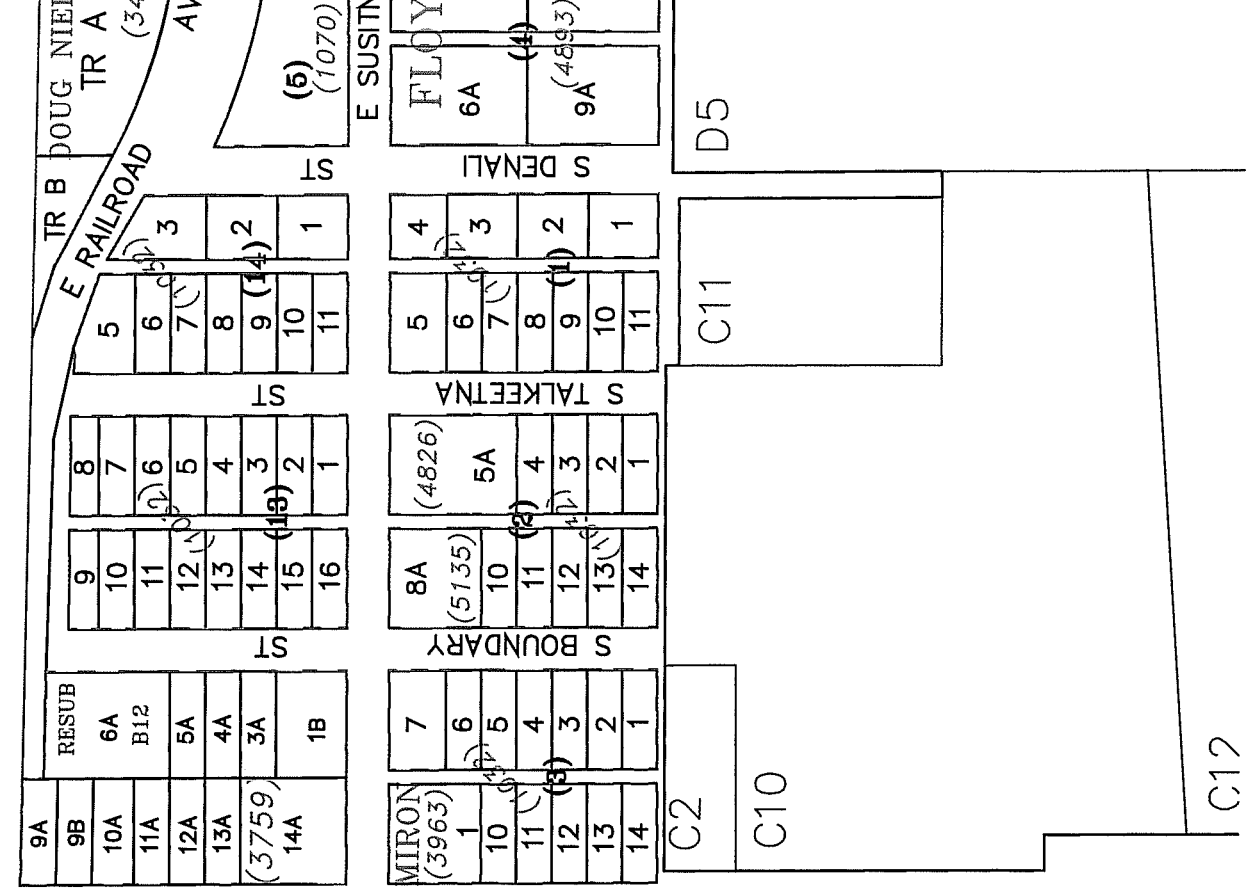 DOUG NIEL
TR A
(34
AV
(5)
(1070)
E SUSITN
FLOY
(4)
(4893)
6A
9A
D5
TR B
E RAILROAD
ST
S DENALI
3
2
1
(14)
5
6
7
8
9
10
11
4
3
2
1
(1)
5
6
7
8
9
10
11
C11
ST
S TALKEETNA
8
7
6
5
4
3
2
1
(13)
9
10
11
12
13
14
15
16
(4826)
5A
4
3
2
1
(2)
8A
(5135)
10
11
12
13
14
ST
S BOUNDARY
RESUB
6A
B12
5A
4A
3A
1B
9A
9B
10A
11A
12A
13A
(3759)
14A
7
6
5
4
3
2
1
(3)
MIRON
(3963)
1
10
11
12
13
14
C2
C10
C12